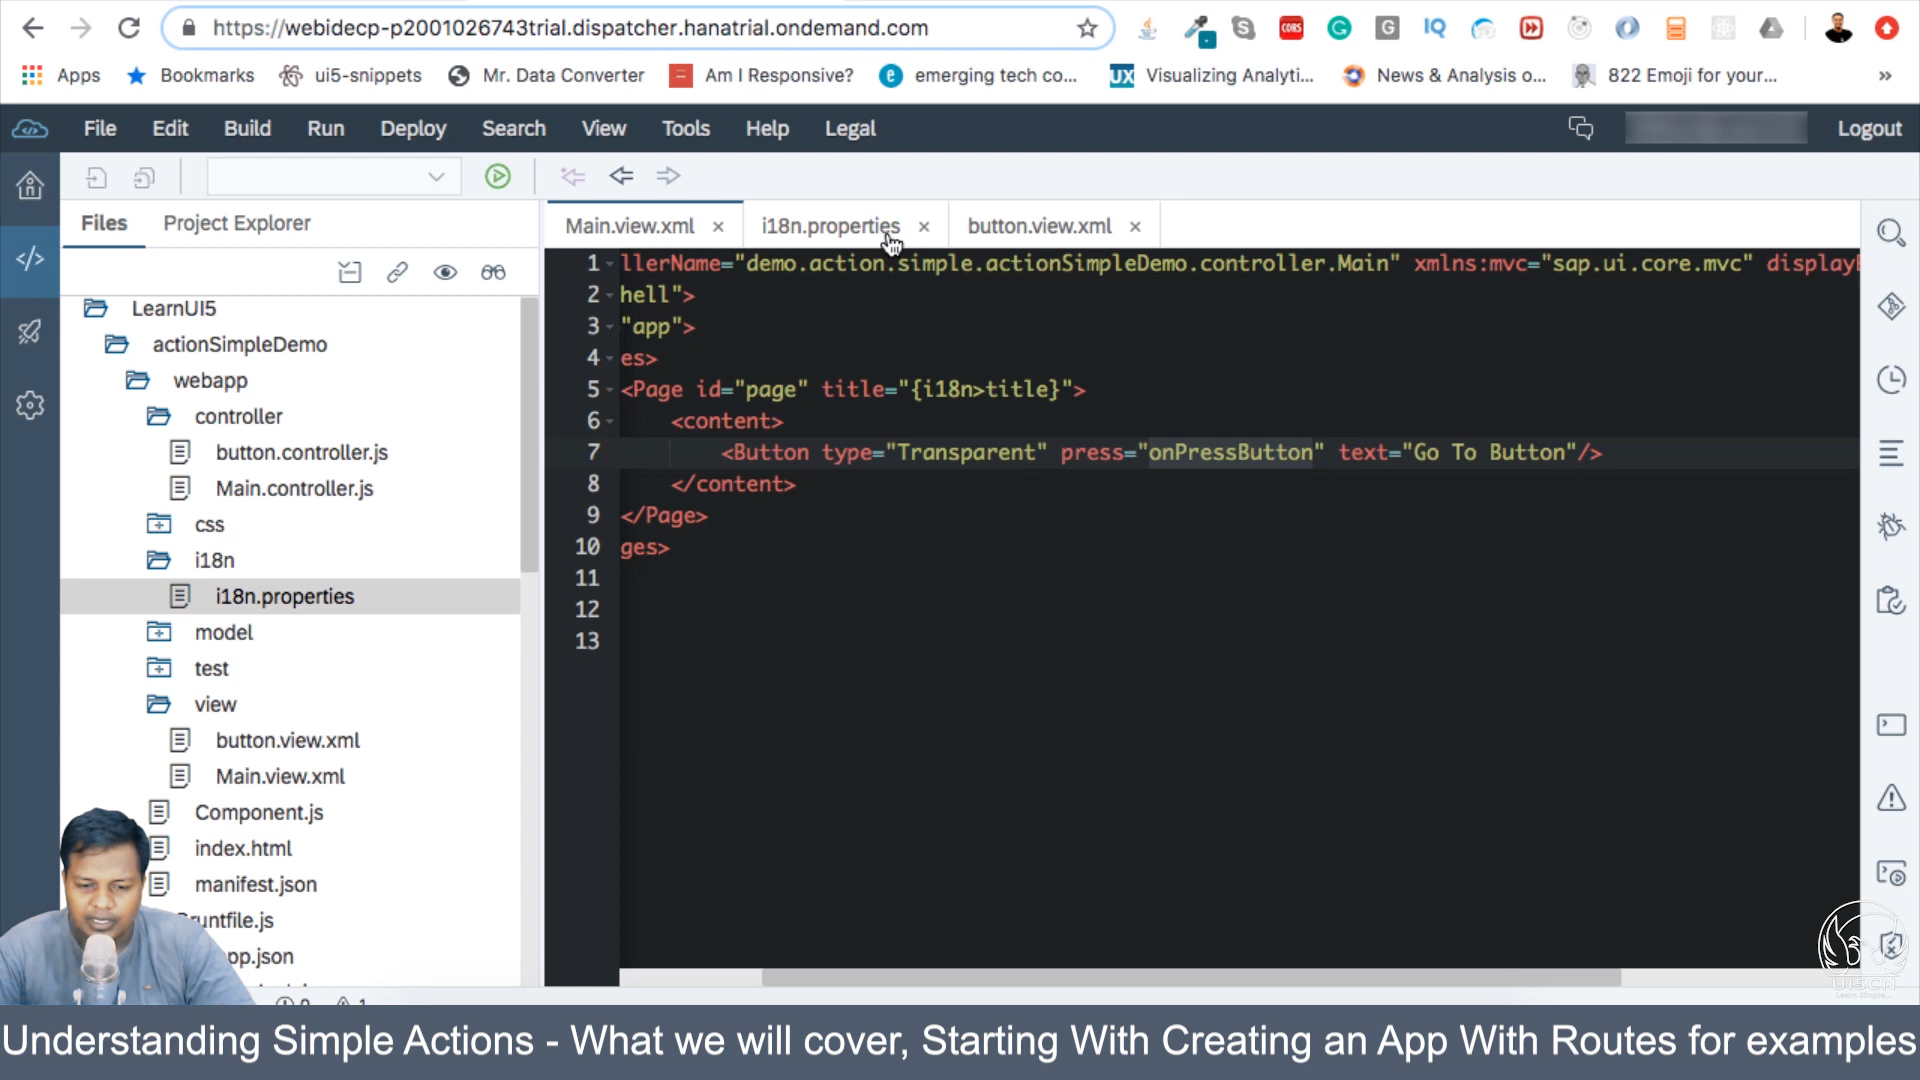 https://webidecp-p2001026743trial.dispatcher.hanatrial.ondemand.com
Apps Bookmarks ui5-snippets Mr. Data Converter Am I Responsive? emerging tech co... UX Visualizing Analyti... News & Analysis o... 822 Emoji for your... »
File Edit Build Run Deploy Search View Tools Help Legal Logout
Files Project Explorer
Main.view.xml × i18n.properties × button.view.xml ×
LearnUI5
actionSimpleDemo
webapp
controller
button.controller.js
Main.controller.js
css
i18n
i18n.properties
model
test
view
button.view.xml
Main.view.xml
Component.js
index.html
manifest.json
runtfile.js
pp.json
1 llerName="demo.action.simple.actionSimpleDemo.controller.Main" xmlns:mvc="sap.ui.core.mvc" display
2 hell">
3 "app">
4 es>
5 <Page id="page" title="{i18n>title}">
6 <content>
7 <Button type="Transparent" press="onPressButton" text="Go To Button"/>
8 </content>
9 </Page>
10 ges>
11
12
13
UI5CN
Understanding Simple Actions - What we will cover, Starting With Creating an App With Routes for examples